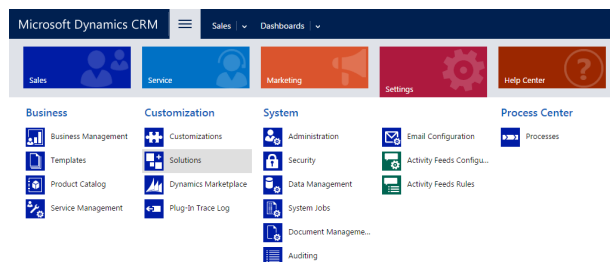 Microsoft Dynamics CRM
Sales
Dashboards
Sales
Service
Marketing
Settings
Help Center
Business
Business Management
Templates
Product Catalog
Service Management
Customization
Customizations
Solutions
Dynamics Marketplace
Plug-In Trace Log
System
Administration
Security
Data Management
System Jobs
Document Manageme...
Auditing
Email Configuration
Activity Feeds Configu...
Activity Feeds Rules
Process Center
Processes